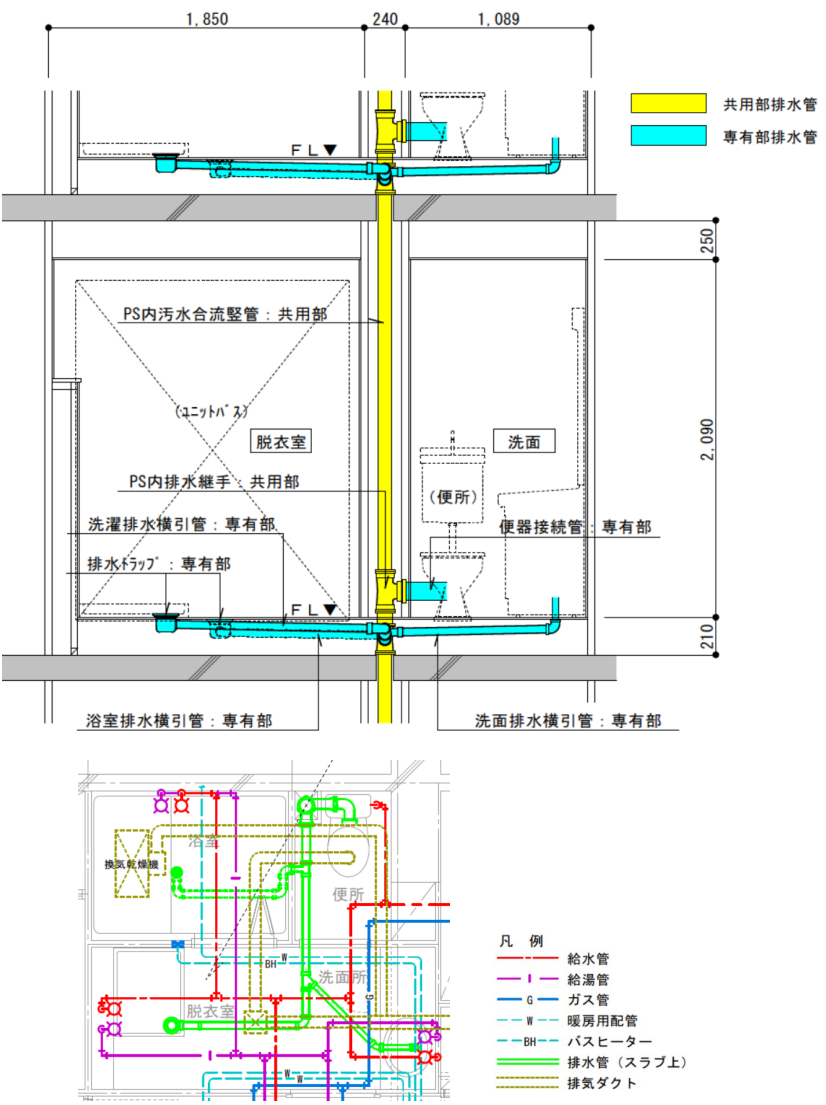 1,850
240
1,089
共用部排水管
専有部排水管
FL▼
250
PS内汚水合流竪管：共用部
(ﾕﾆｯﾄﾊﾞｽ)
脱衣室
洗面
2,090
PS内排水継手：共用部
(便所)
洗濯排水横引管：専有部
便器接続管：専有部
排水ﾄﾗｯﾌﾟ：専有部
FL▼
210
浴室排水横引管：専有部
洗面排水横引管：専有部
浴室
換気乾燥機
便所
W
BH
洗面所
G
脱衣室
W
W
凡 例
給水管
給湯管
G ガス管
W 暖房用配管
BH バスヒーター
排水管（スラブ上）
排気ダクト